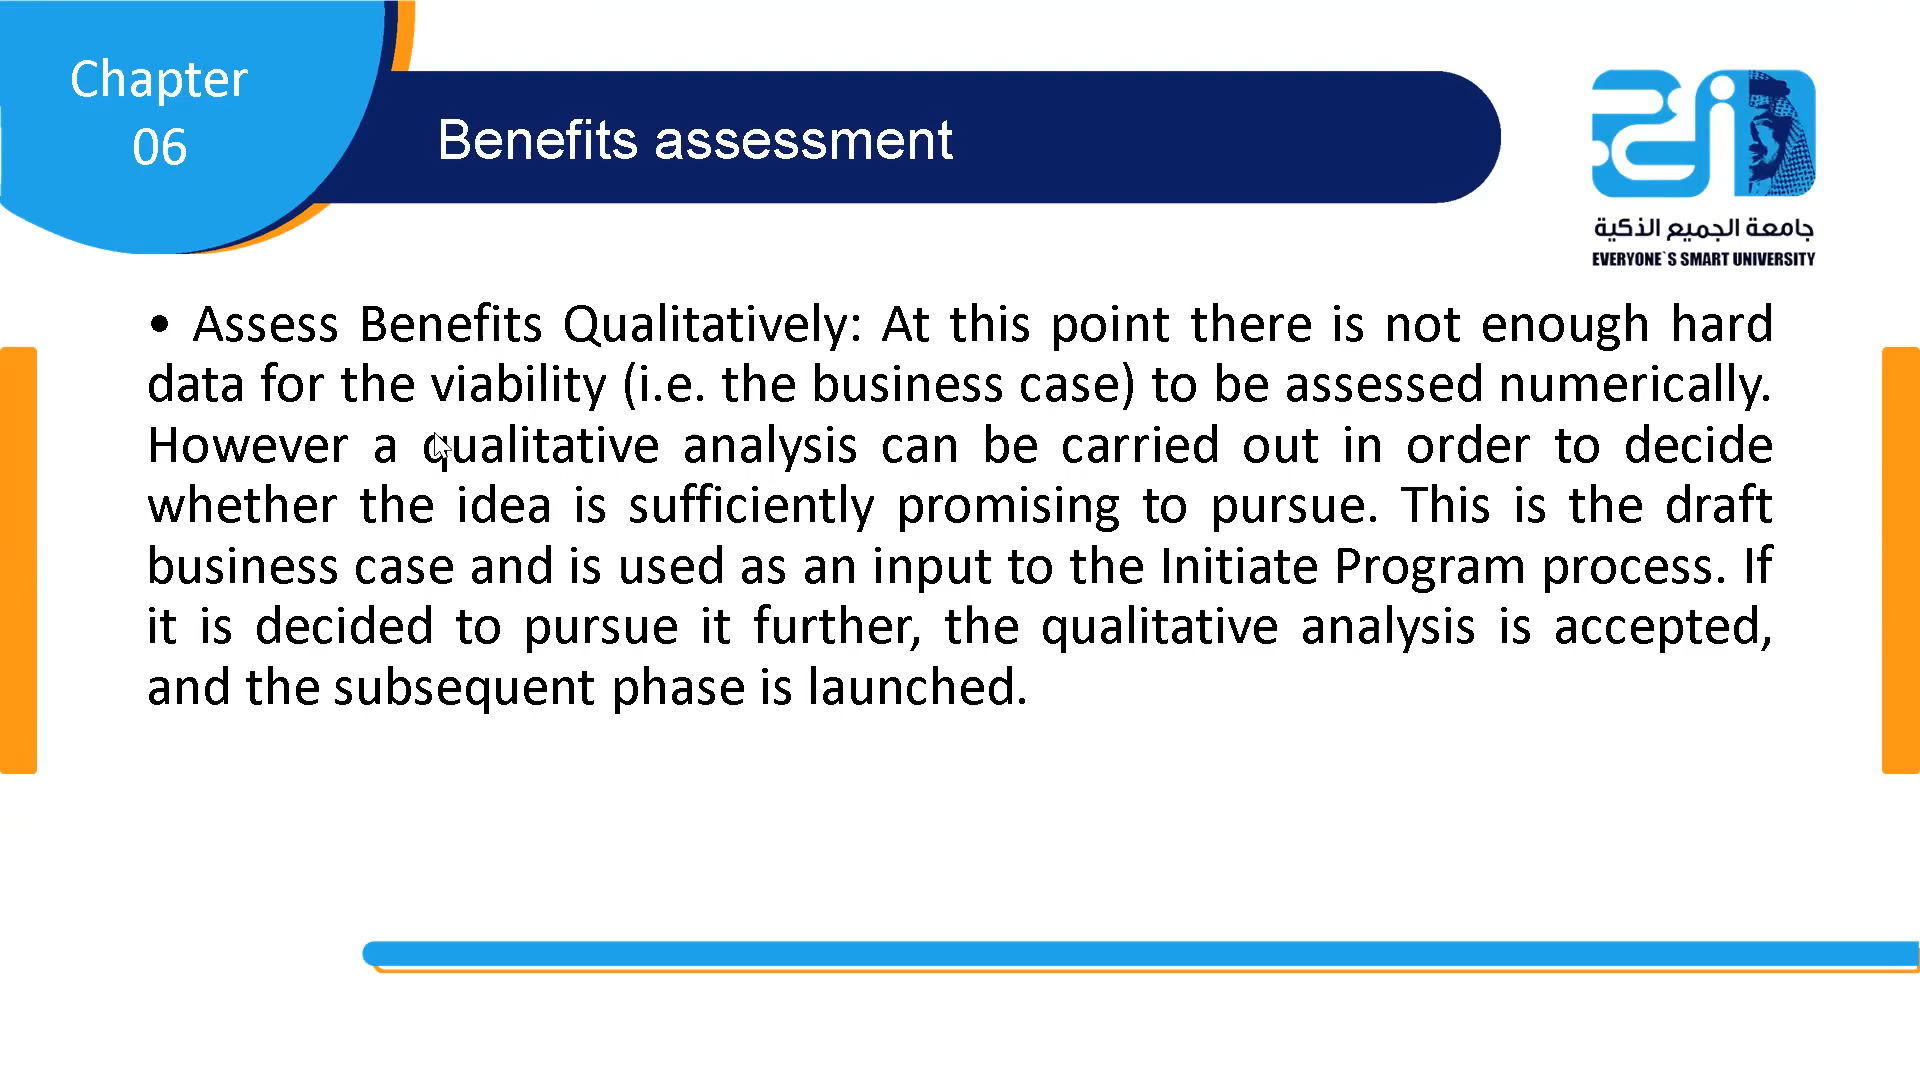 Chapter
06
Benefits assessment
جامعة الجميع الذكية
EVERYONE`S SMART UNIVERSITY
• Assess Benefits Qualitatively: At this point there is not enough hard
data for the viability (i.e. the business case) to be assessed numerically.
However a qualitative analysis can be carried out in order to decide
whether the idea is sufficiently promising to pursue. This is the draft
business case and is used as an input to the Initiate Program process. If
it is decided to pursue it further, the qualitative analysis is accepted,
and the subsequent phase is launched.